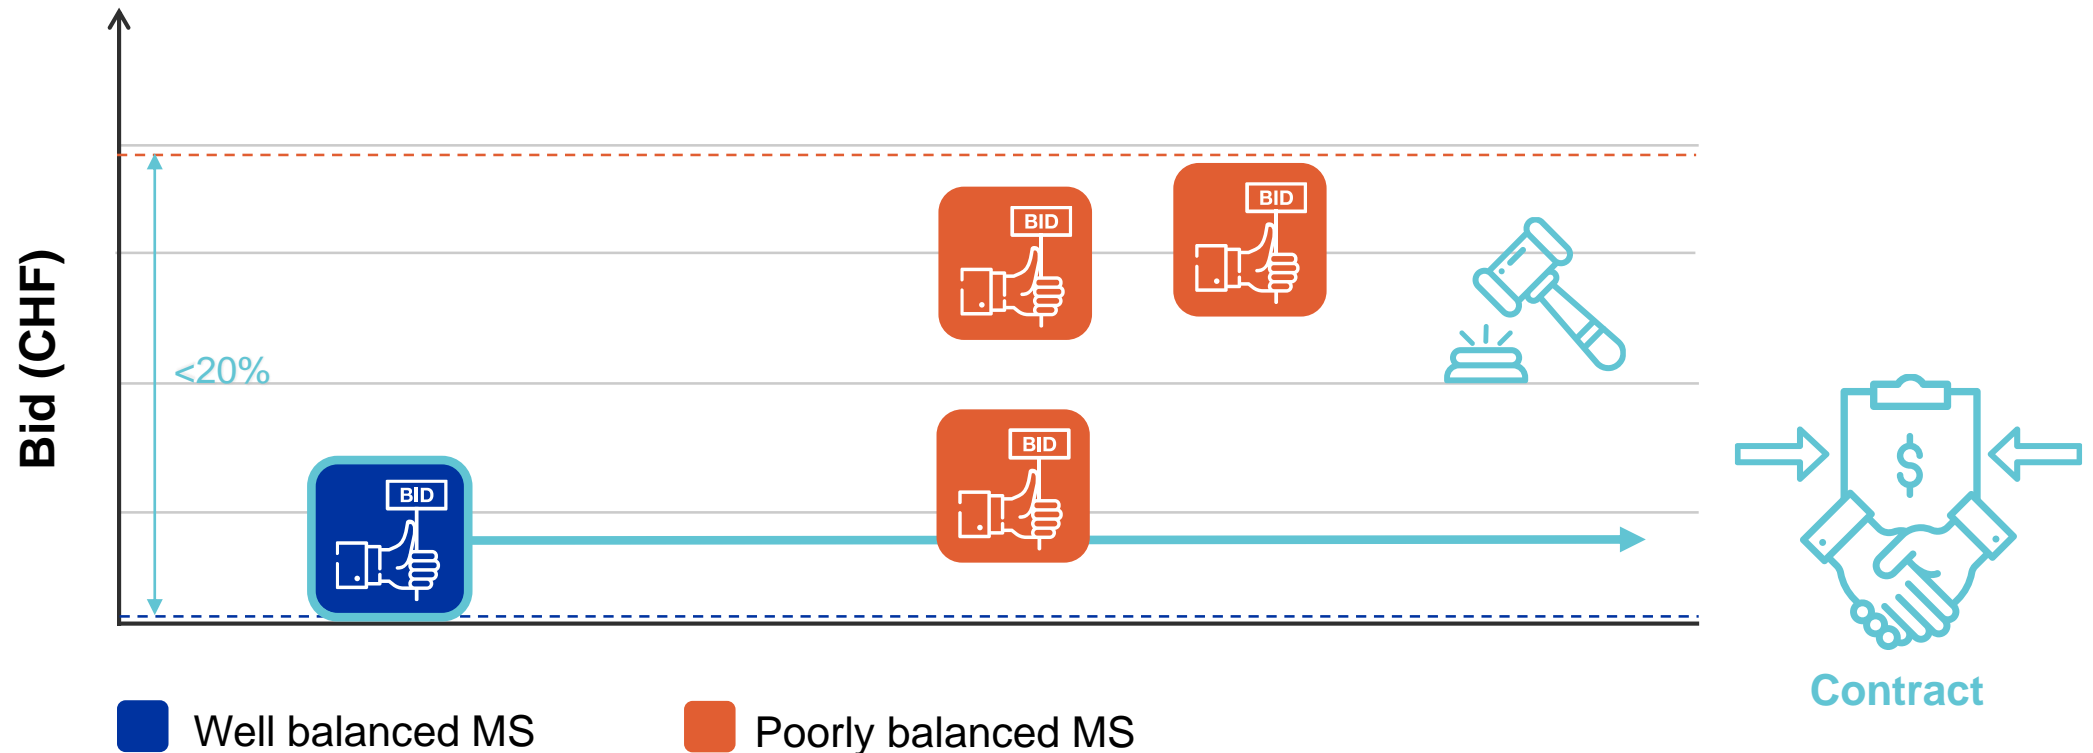 Bid (CHF)
<20%
BID
BID
BID
BID
$
Contract
Well balanced MS
Poorly balanced MS